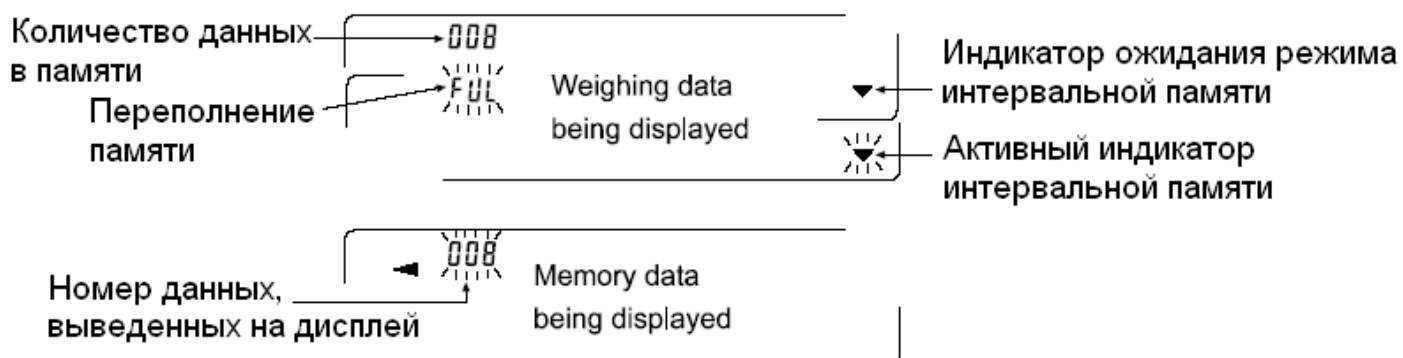 Количество данных
в памяти
008
Переполнение
памяти
FUL
Weighing data
being displayed
Индикатор ожидания режима
интервальной памяти
Активный индикатор
интервальной памяти
Номер данных,
выведенных на дисплей
008
Memory data
being displayed